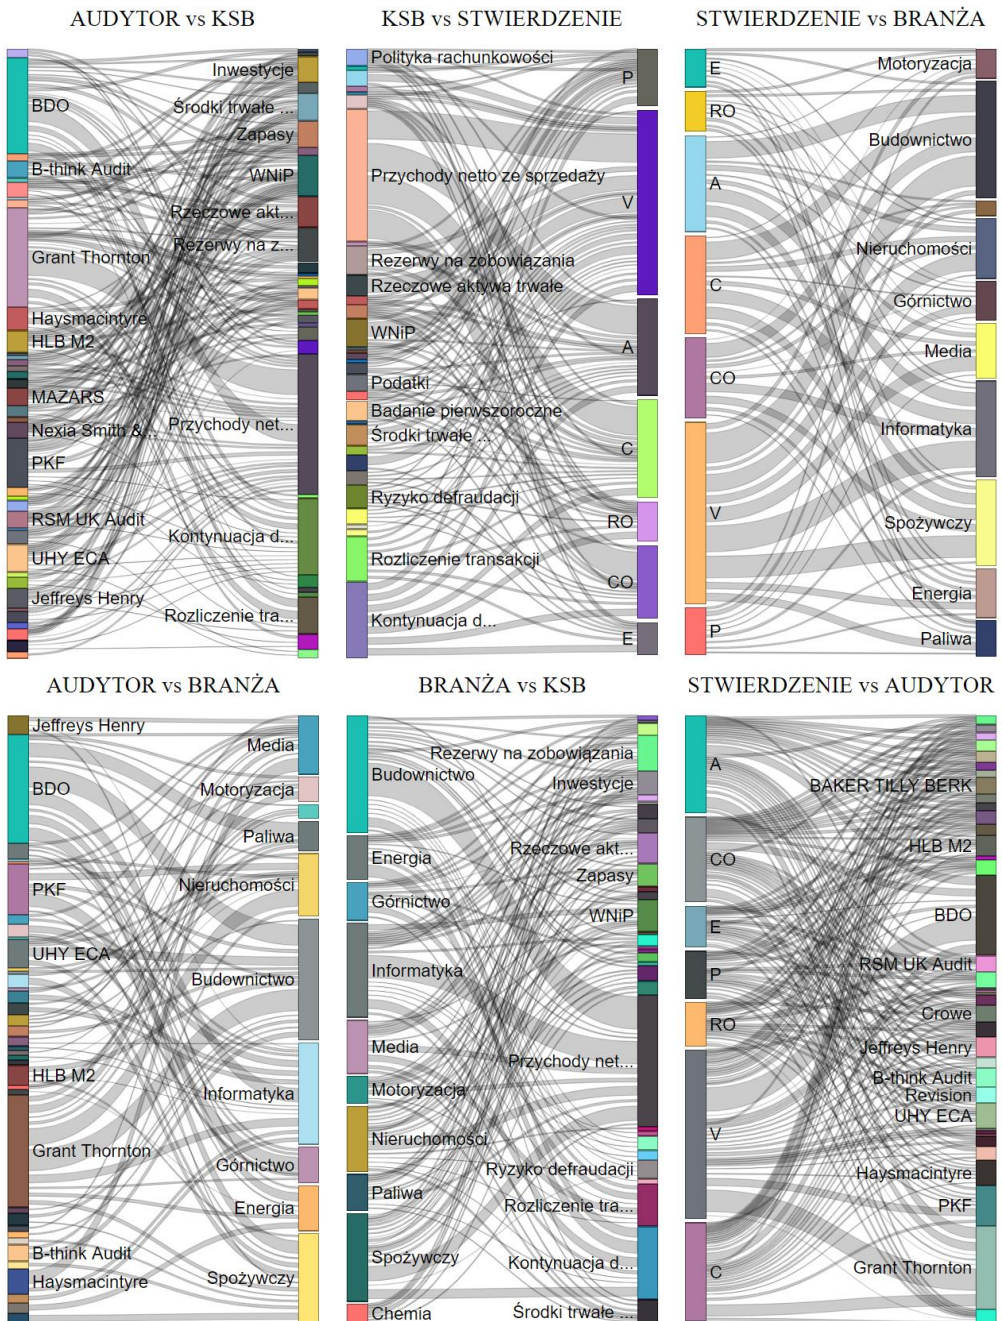 AUDYTOR vs KSB
BDO
B-think Audit
Grant Thornton
Haysmacintyre
HLB M2
MAZARS
Nexia Smith &...
PKF
RSM UK Audit
UHY ECA
Jeffreys Henry
Inwestycje
Środki trwałe ...
Zapasy
WNiP
Rzeczowe akt...
Rezerwy na z...
Przychody net...
Kontynuacja d...
Rozliczenie tra...
KSB vs STWIERDZENIE
Polityka rachunkowości
Przychody netto ze sprzedaży
Rezerwy na zobowiązania
Rzeczowe aktywa trwałe
WNiP
Podatki
Badanie pierwszoroczne
Środki trwałe ...
Ryzyko defraudacji
Rozliczenie transakcji
Kontynuacja d...
P
V
A
C
RO
CO
E
STWIERDZENIE vs BRANŻA
E
RO
A
C
CO
V
P
Motoryzacja
Budownictwo
Nieruchomości
Górnictwo
Media
Informatyka
Spożywczy
Energia
Paliwa
AUDYTOR vs BRANŻA
Jeffreys Henry
BDO
PKF
UHY ECA
HLB M2
Grant Thornton
B-think Audit
Haysmacintyre
Media
Motoryzacja
Paliwa
Nieruchomości
Budownictwo
Informatyka
Górnictwo
Energia
Spożywczy
BRANŻA vs KSB
Budownictwo
Energia
Górnictwo
Informatyka
Media
Motoryzacja
Nieruchomości
Paliwa
Spożywczy
Chemia
Rezerwy na zobowiązania
Inwestycje
Rzeczowe akt...
Zapasy
WNiP
Przychody net...
Ryzyko defraudacji
Rozliczenie tra...
Kontynuacja d...
Środki trwałe ...
STWIERDZENIE vs AUDYTOR
A
CO
E
P
RO
V
C
BAKER TILLY BERK
HLB M2
BDO
RSM UK Audit
Crowe
Jeffreys Henry
B-think Audit
Revision
UHY ECA
Haysmacintyre
PKF
Grant Thornton